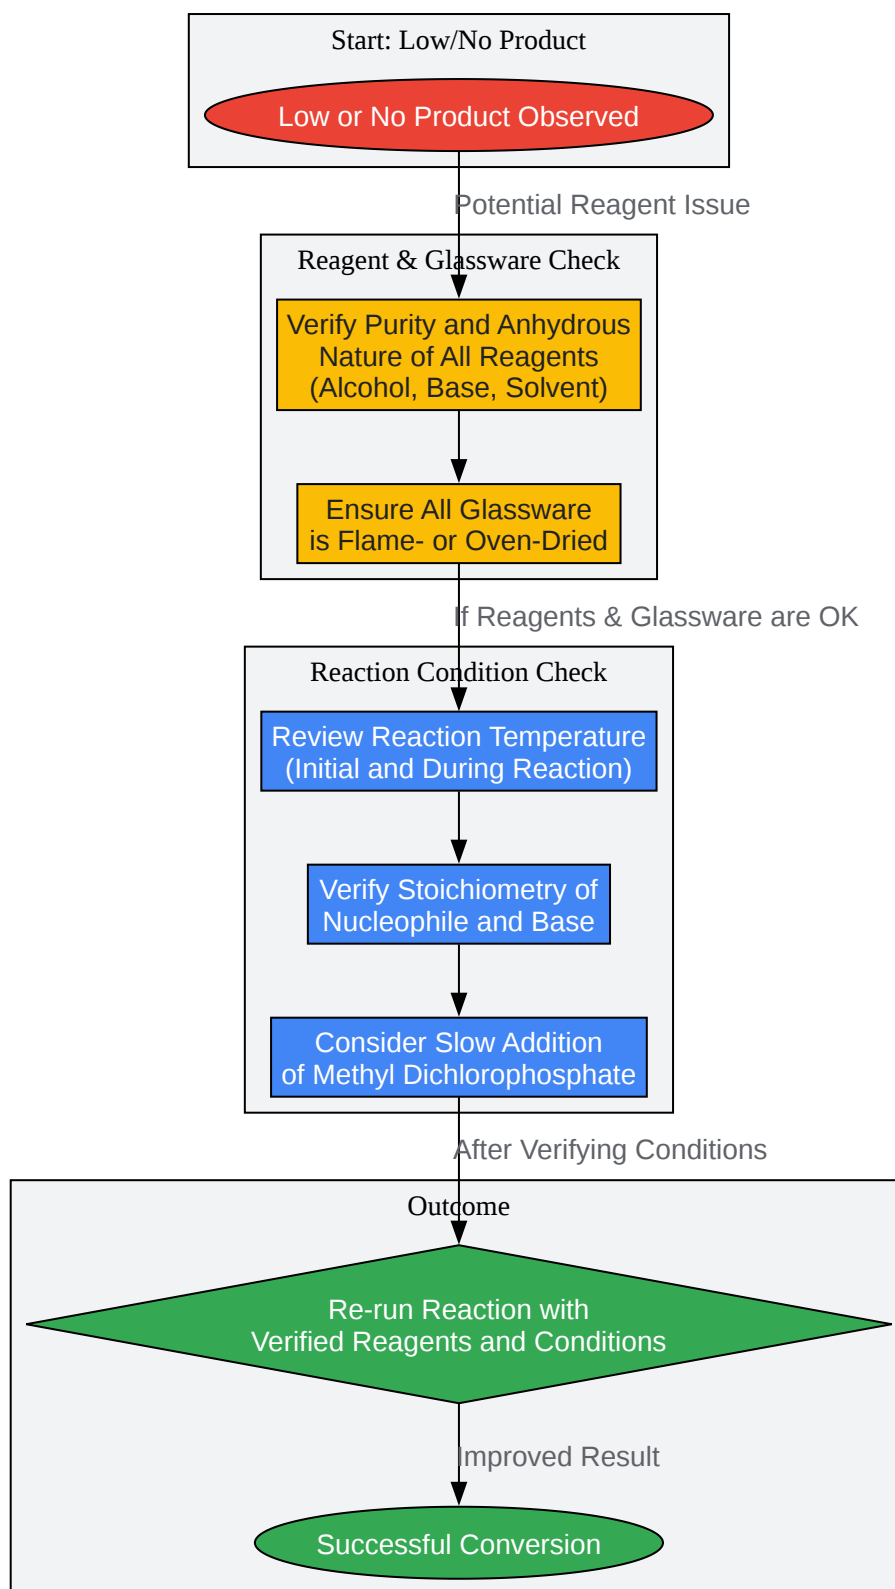 Start: Low/No Product
Low or No Product Observed
Potential Reagent Issue
Reagent & Glassware Check
Verify Purity and Anhydrous
Nature of All Reagents
(Alcohol, Base, Solvent)
Ensure All Glassware
is Flame- or Oven-Dried
If Reagents & Glassware are OK
Reaction Condition Check
Review Reaction Temperature
(Initial and During Reaction)
Verify Stoichiometry of
Nucleophile and Base
Consider Slow Addition
of Methyl Dichlorophosphate
After Verifying Conditions
Outcome
Re-run Reaction with
Verified Reagents and Conditions
Improved Result
Successful Conversion